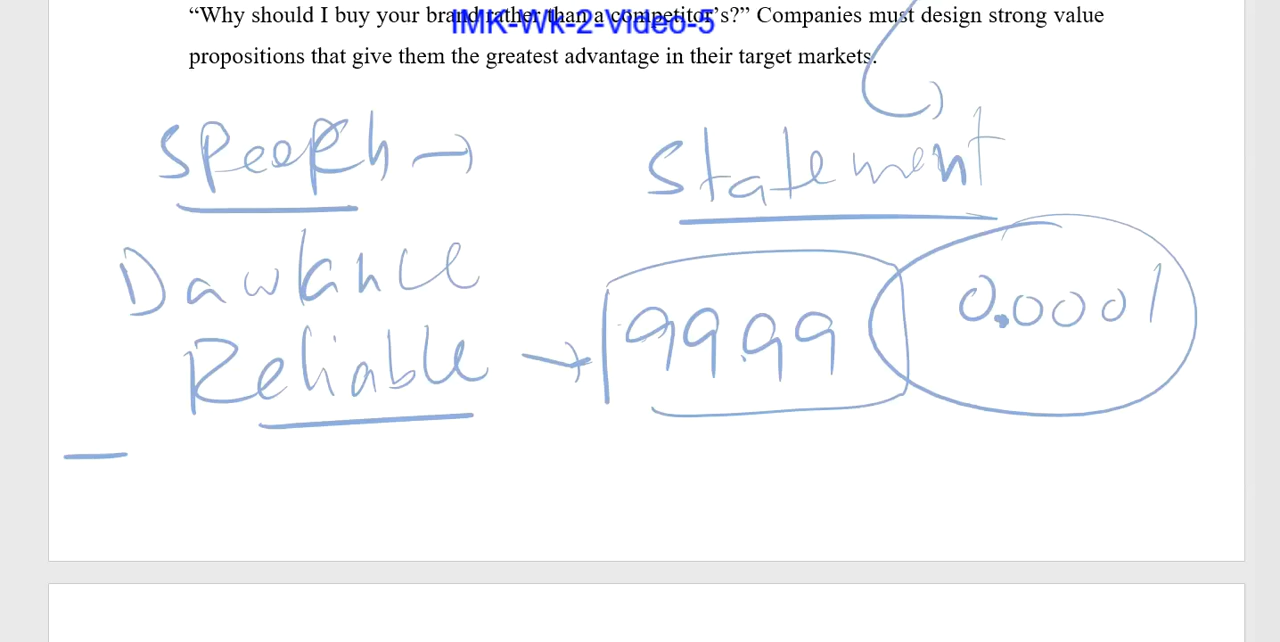 “Why should I buy your brand rather than a competitor’s?” Companies must design strong value
IMK-Wk-2-Video-5
propositions that give them the greatest advantage in their target markets.
Speech → Statement
Dawlance
0.0001
Reliable → 99.99